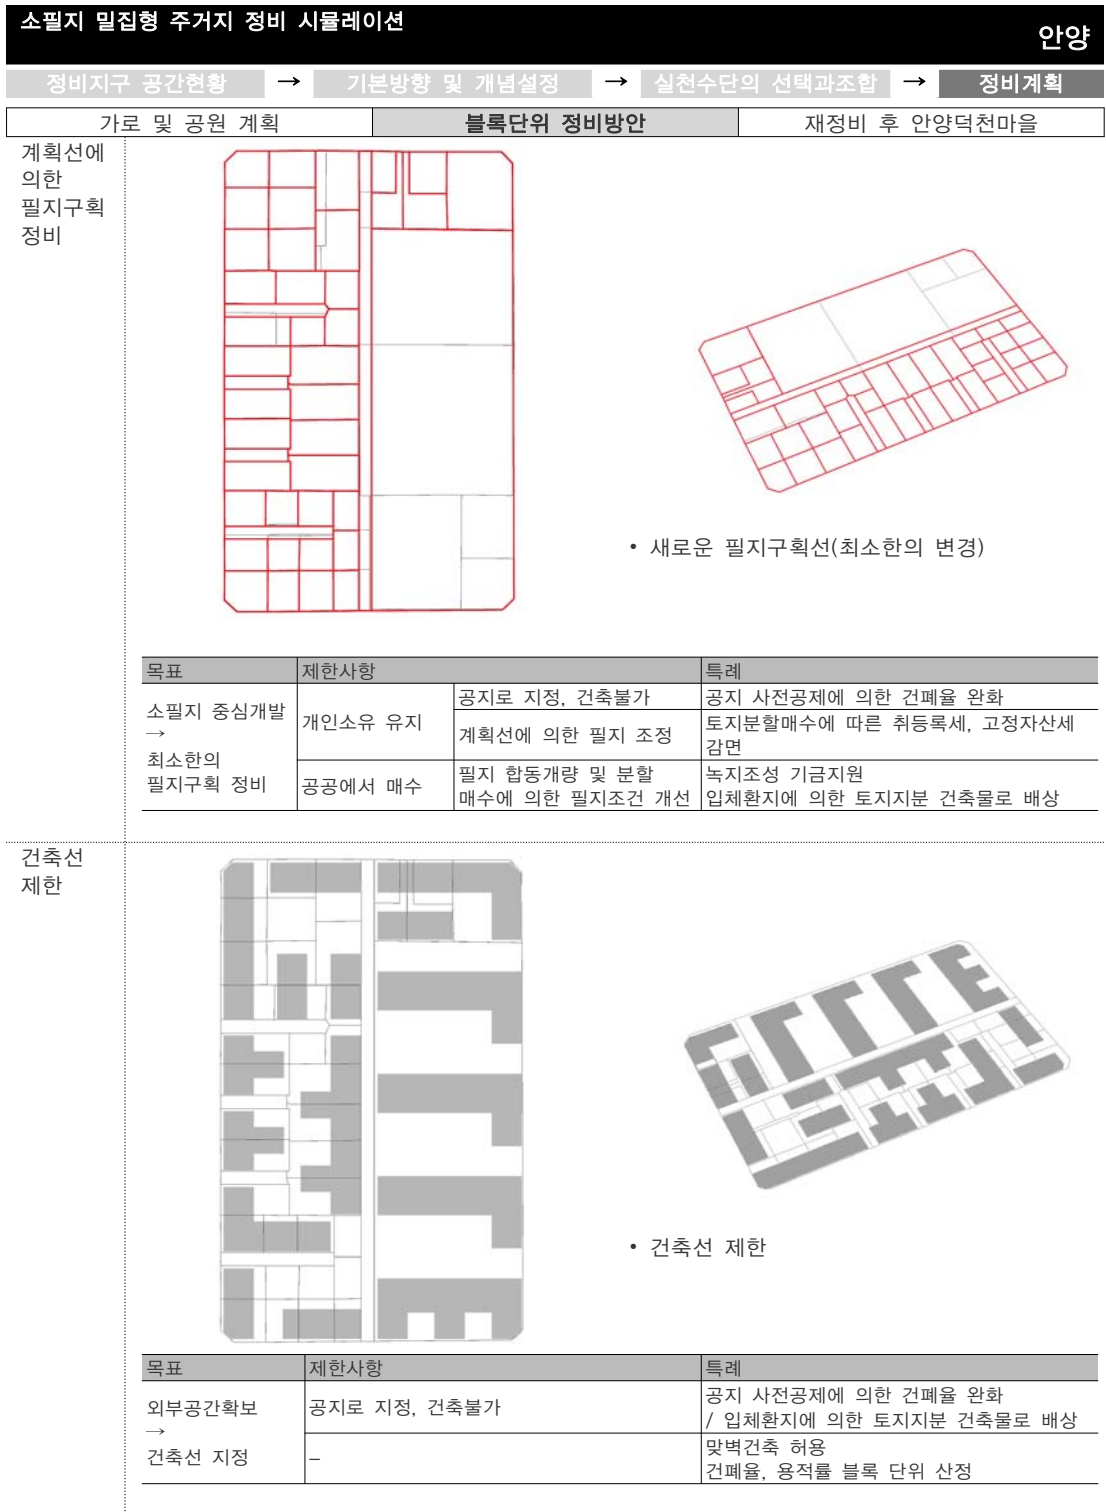 소필지 밀집형 주거지 정비 시뮬레이션
안양
정비지구 공간현황 → 기본방향 및 개념설정 → 실천수단의 선택과조합 → 정비계획
가로 및 공원 계획 블록단위 정비방안 재정비 후 안양덕천마을
계획선에
의한
필지구획
정비
• 새로운 필지구획선(최소한의 변경)
목표 제한사항 특례
소필지 중심개발
→
최소한의
필지구획 정비
개인소유 유지
공지로 지정, 건축불가
공지 사전공제에 의한 건폐율 완화
계획선에 의한 필지 조정
토지분할매수에 따른 취등록세, 고정자산세
감면
공공에서 매수
필지 합동개량 및 분할
매수에 의한 필지조건 개선
녹지조성 기금지원
입체환지에 의한 토지지분 건축물로 배상
건축선
제한
• 건축선 제한
목표 제한사항 특례
외부공간확보
→
건축선 지정
공지로 지정, 건축불가
공지 사전공제에 의한 건폐율 완화
/ 입체환지에 의한 토지지분 건축물로 배상
–
맞벽건축 허용
건폐율, 용적률 블록 단위 산정